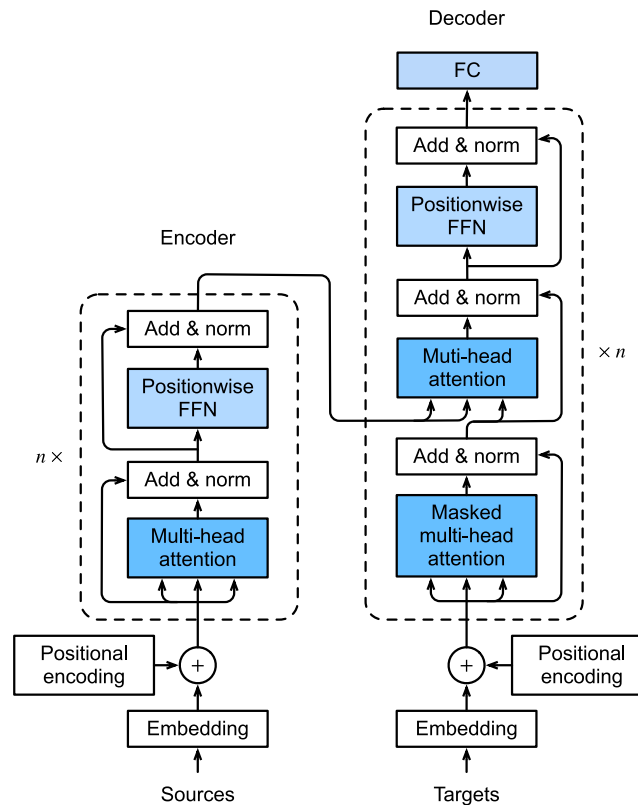 Decoder
FC
Add & norm
Positionwise
FFN
Add & norm
Muti-head
attention
× n
Add & norm
Masked
multi-head
attention
Positional
encoding
+
Embedding
Targets
Encoder
Add & norm
Positionwise
FFN
n ×
Add & norm
Multi-head
attention
Positional
encoding
+
Embedding
Sources